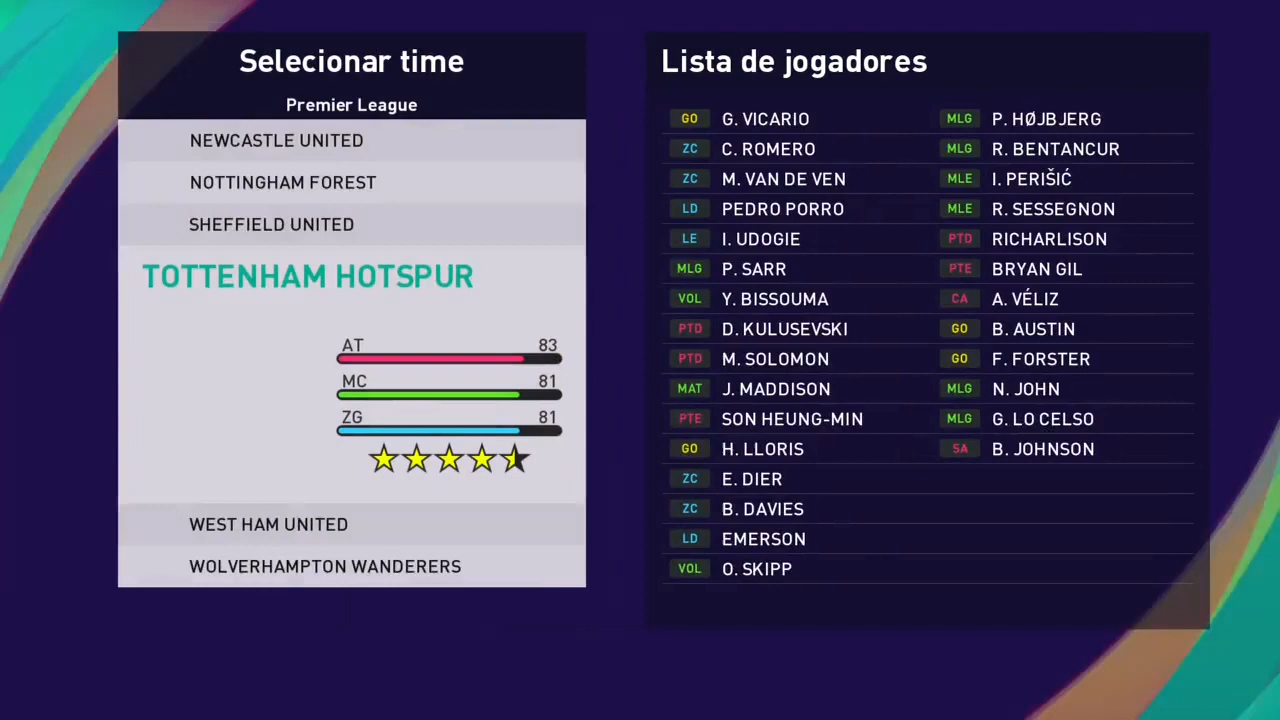 Selecionar time
Premier League
NEWCASTLE UNITED
NOTTINGHAM FOREST
SHEFFIELD UNITED
TOTTENHAM HOTSPUR
AT 83
MC 81
ZG 81
WEST HAM UNITED
WOLVERHAMPTON WANDERERS
Lista de jogadores
GO G. VICARIO
ZC C. ROMERO
ZC M. VAN DE VEN
LD PEDRO PORRO
LE I. UDOGIE
MLG P. SARR
VOL Y. BISSOUMA
PTD D. KULUSEVSKI
PTD M. SOLOMON
MAT J. MADDISON
PTE SON HEUNG-MIN
GO H. LLORIS
ZC E. DIER
ZC B. DAVIES
LD EMERSON
VOL O. SKIPP
MLG P. HØJBJERG
MLG R. BENTANCUR
MLE I. PERIŠIĆ
MLE R. SESSEGNON
PTD RICHARLISON
PTE BRYAN GIL
CA A. VÉLIZ
GO B. AUSTIN
GO F. FORSTER
MLG N. JOHN
MLG G. LO CELSO
SA B. JOHNSON